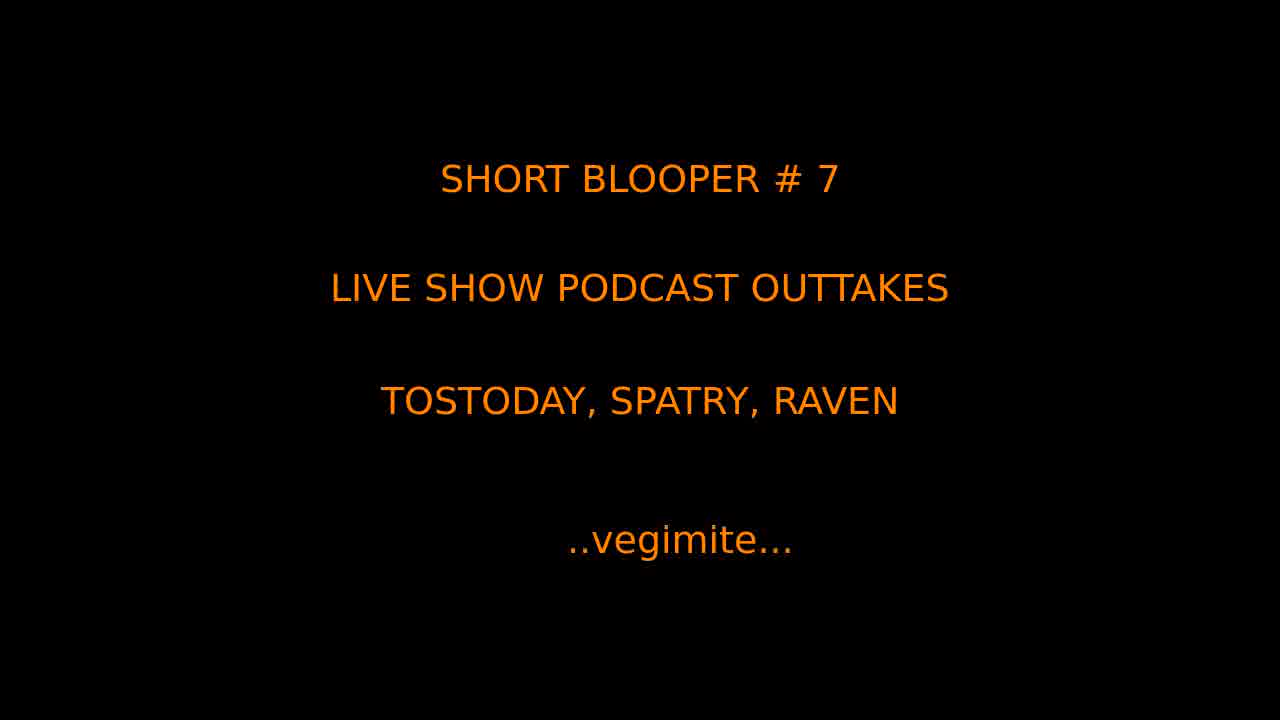 SHORT BLOOPER # 7
LIVE SHOW PODCAST OUTTAKES
TOSTODAY, SPATRY, RAVEN
..vegimite...